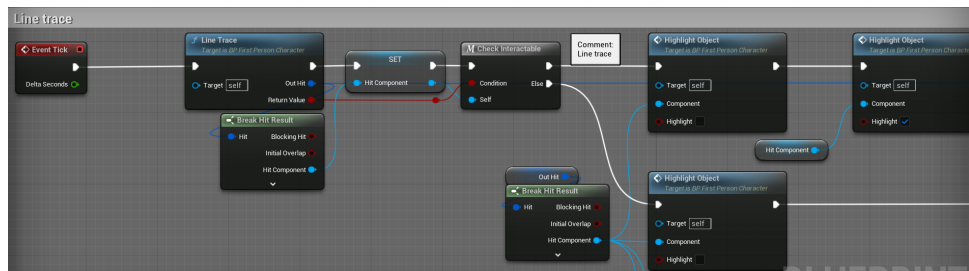 Line trace
Event Tick
Delta Seconds
Line Trace
Target is BP First Person Character
Target self
Out Hit
Return Value
SET
Hit Component
Check Interactable
Condition
Else
Self
Comment:
Line trace
Highlight Object
Target is BP First Person Character
Target self
Component
Highlight
Highlight Object
Target is BP First Person Character
Target self
Component
Highlight
Break Hit Result
Hit
Blocking Hit
Initial Overlap
Hit Component
Hit Component
Out Hit
Break Hit Result
Hit
Blocking Hit
Initial Overlap
Hit Component
Highlight Object
Target is BP First Person Character
Target self
Component
Highlight